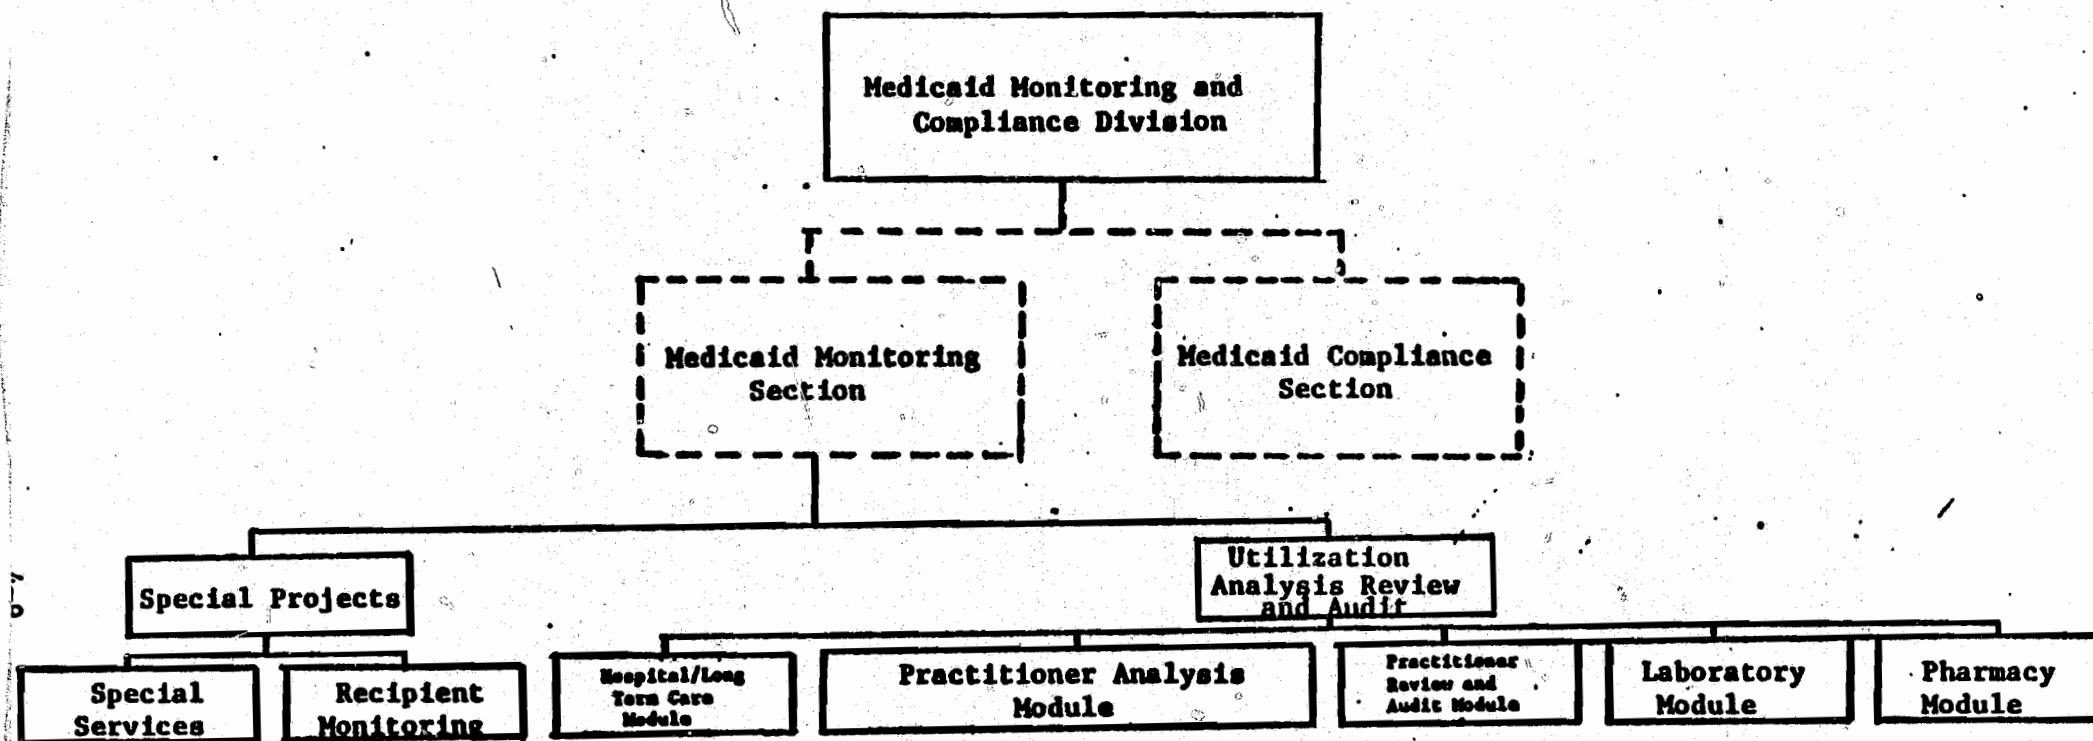 Medicaid Monitoring and
Compliance Division
Medicaid Monitoring
Section
Medicaid Compliance
Section
Special Projects
Utilization
Analysis Review
and Audit
Special
Services
Recipient
Monitoring
Hospital/Long
Term Care
Module
Practitioner Analysis
Module
Practitioner
Review and
Audit Module
Laboratory
Module
Pharmacy
Module